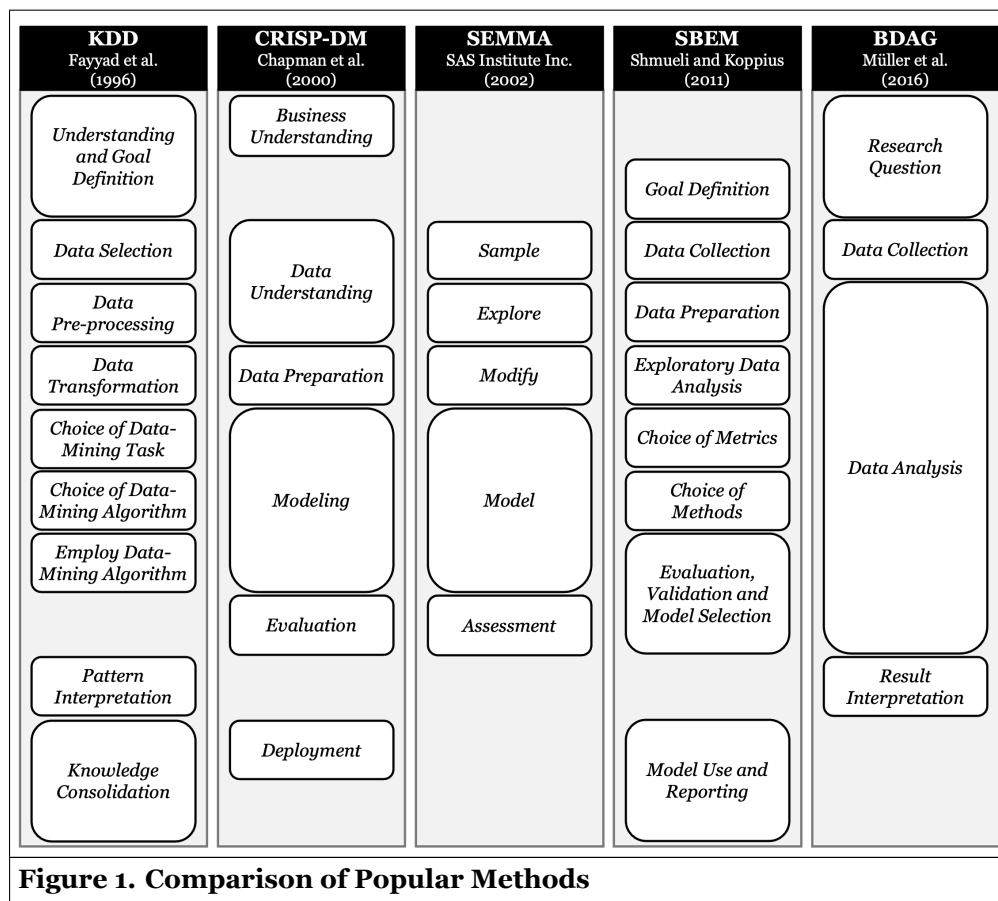 KDD
Fayyad et al.
(1996)
Understanding
and Goal
Definition
Data Selection
Data
Pre-processing
Data
Transformation
Choice of Data-
Mining Task
Choice of Data-
Mining Algorithm
Employ Data-
Mining Algorithm
Pattern
Interpretation
Knowledge
Consolidation
CRISP-DM
Chapman et al.
(2000)
Business
Understanding
Data
Understanding
Data Preparation
Modeling
Evaluation
Deployment
SEMMA
SAS Institute Inc.
(2002)
Sample
Explore
Modify
Model
Assessment
SBEM
Shmueli and Koppius
(2011)
Goal Definition
Data Collection
Data Preparation
Exploratory Data
Analysis
Choice of Metrics
Choice of
Methods
Evaluation,
Validation and
Model Selection
Model Use and
Reporting
BDAG
Müller et al.
(2016)
Research
Question
Data Collection
Data Analysis
Result
Interpretation
Figure 1. Comparison of Popular Methods